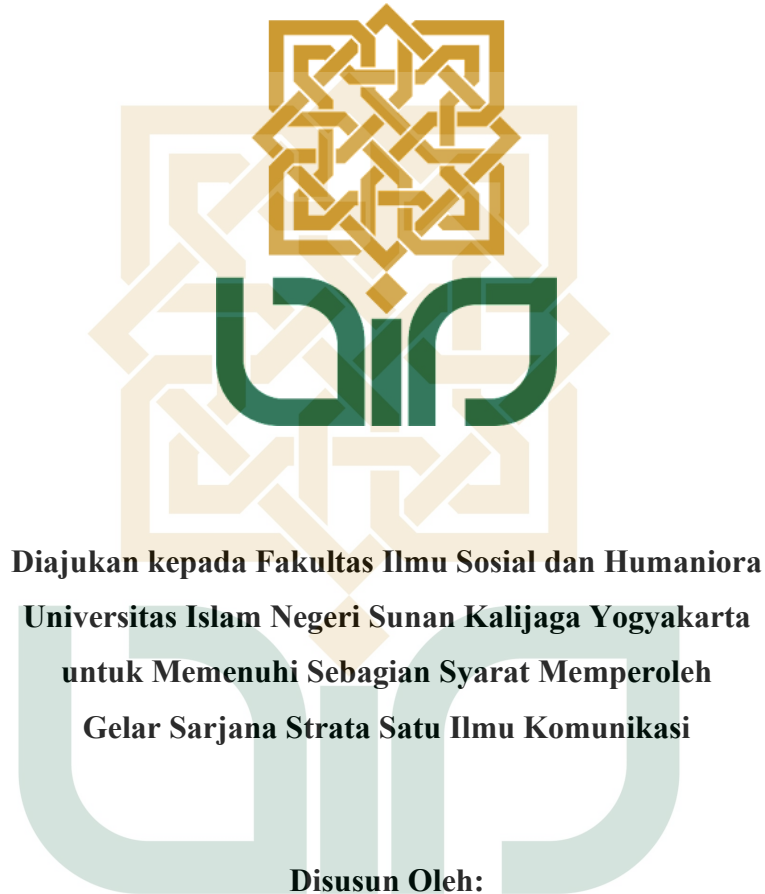 Diajukan kepada Fakultas Ilmu Sosial dan Humaniora
Universitas Islam Negeri Sunan Kalijaga Yogyakarta
untuk Memenuhi Sebagian Syarat Memperoleh
Gelar Sarjana Strata Satu Ilmu Komunikasi
Disusun Oleh: